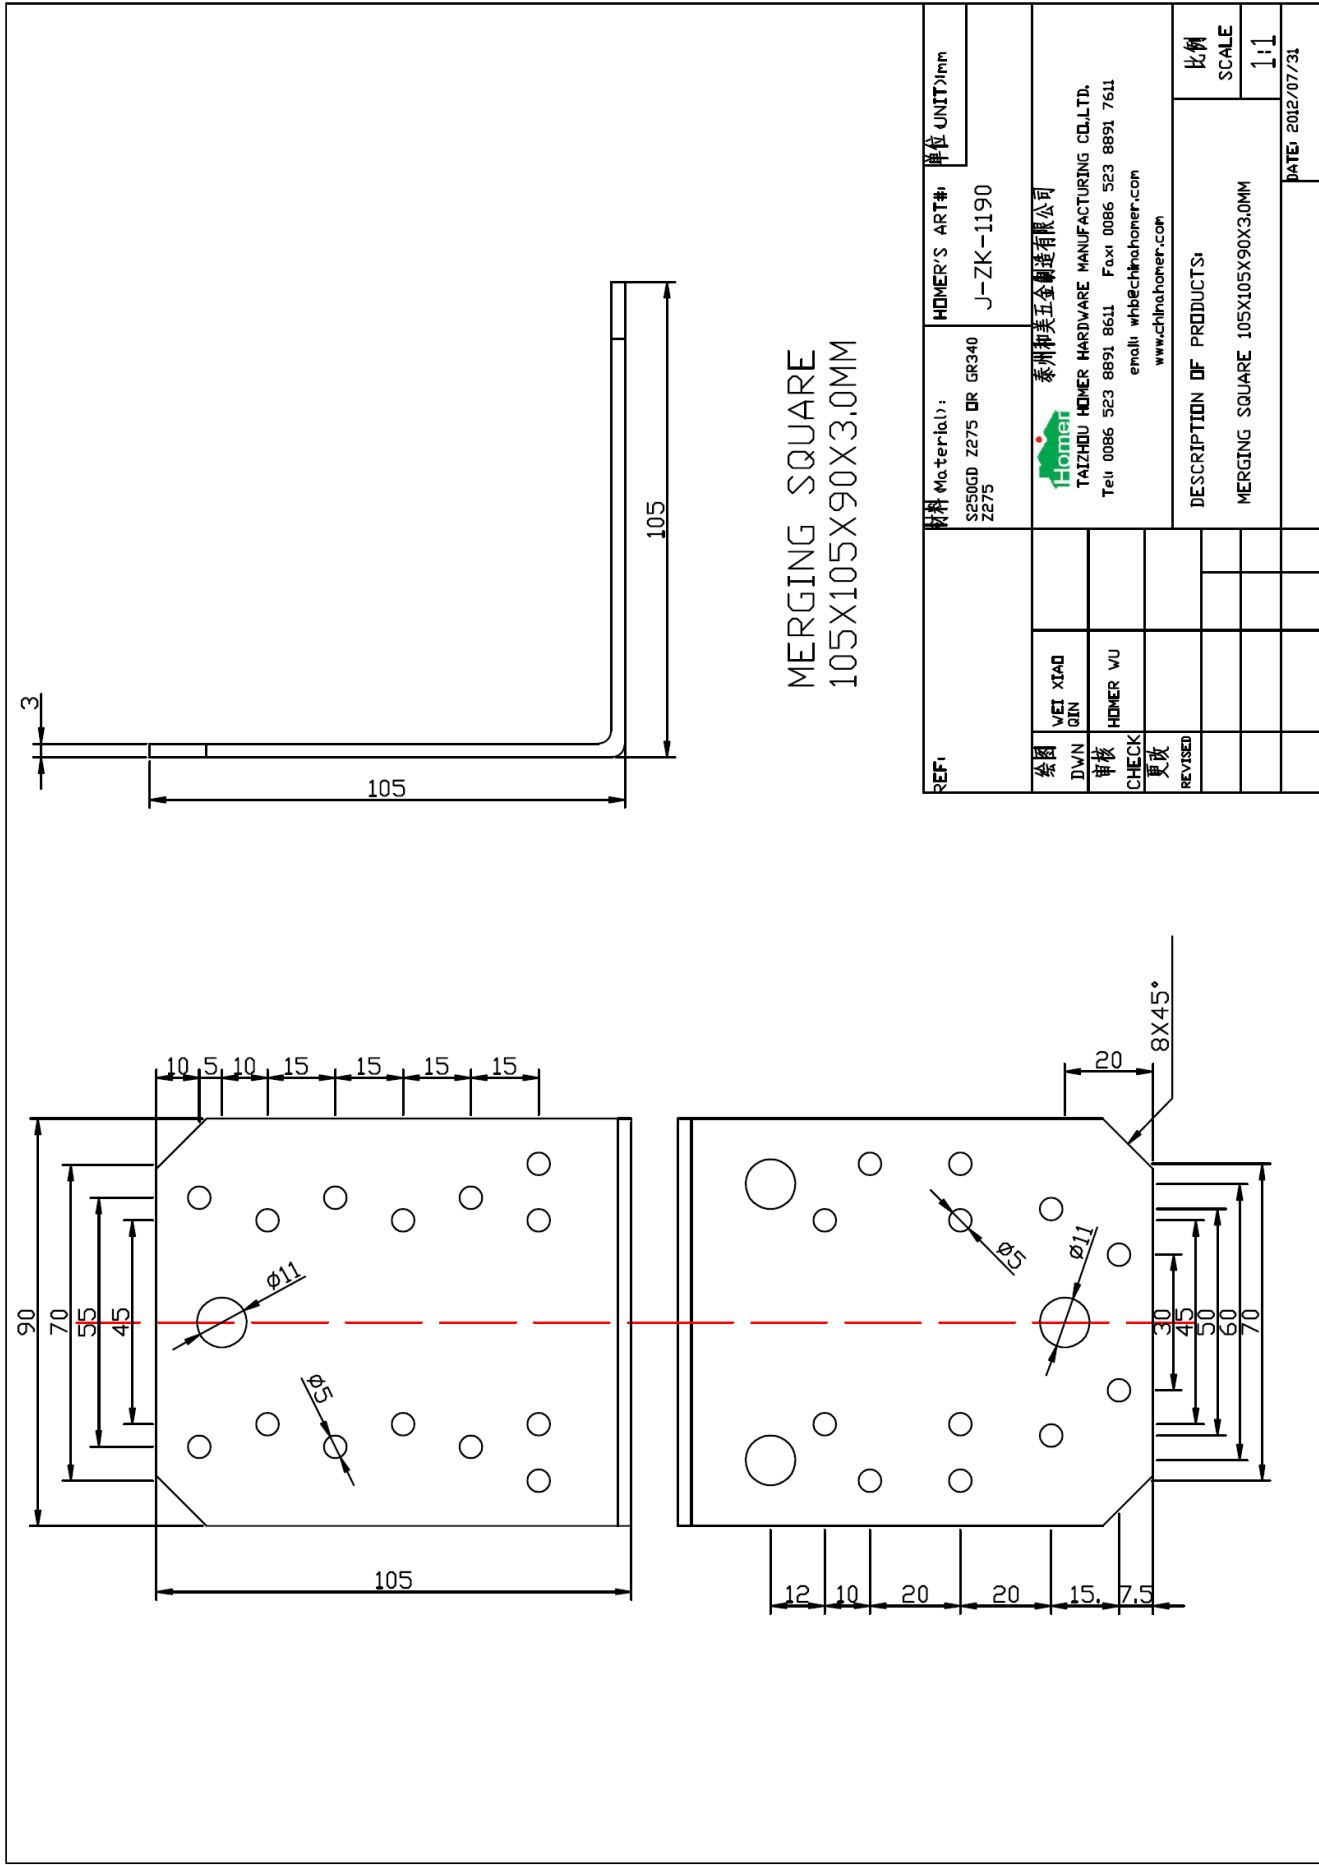 3
105
105
MERGING SQUARE
105X105X90X3.0MM
90
70
55
45
10
5
10
15
15
15
15
Ø11
Ø5
105
20
8X45°
Ø5
Ø11
30
45
50
60
70
12
10
20
20
15.
7.5
REF:
材料 (Material):
S250GD Z275 OR GR340
Z275
HOMER'S ART#:
J-ZK-1190
单位 (UNIT):mm
绘图
DWN
WEI XIAO
QIN
审核
CHECK
HOMER WU
更改
REVISED
Homer
泰州和美五金制造有限公司
TAIZHOU HOMER HARDWARE MANUFACTURING CO.,LTD.
Tel: 0086 523 8891 8611 Fax: 0086 523 8891 7611
email: whb@chinahomer.com
www.chinahomer.com
DESCRIPTION OF PRODUCTS:
MERGING SQUARE 105X105X90X3.0MM
比例
SCALE
1:1
DATE: 2012/07/31